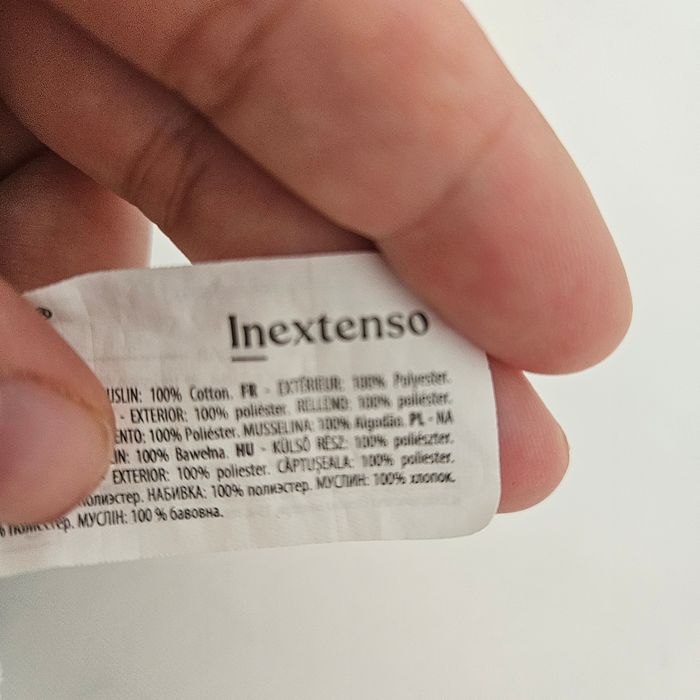 Inextenso
USLIN: 100% Cotton. FR - EXTÉRIEUR: 100% Polyester.
- EXTERIOR: 100% poliéster. RELLENO: 100% poliéster.
ENTO: 100% Poliéster. MUSSELINA: 100% Algodão. PL - NA
IN: 100% Bawełna. HU - KÜLSŐ RÉSZ: 100% poliészter.
EXTERIOR: 100% poliester. CĂPTUȘEALA: 100% poliester.
полиэстер. НАБИВКА: 100% полиэстер. МУСЛИН: 100% хлопок.
МУСЛІН: 100 % бавовна.